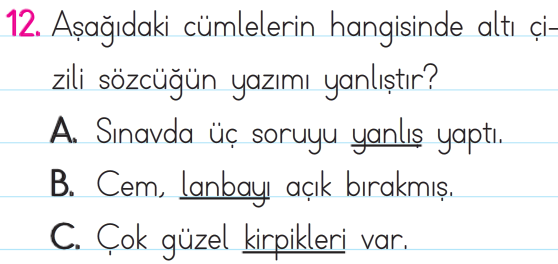 12. Aşağıdaki cümlelerin hangisinde altı çi-
zili sözcüğün yazımı yanlıştır?
A. Sınavda üç soruyu yanlış yaptı.
B. Cem, lanbayı açık bırakmış.
C. Çok güzel kirpikleri var.